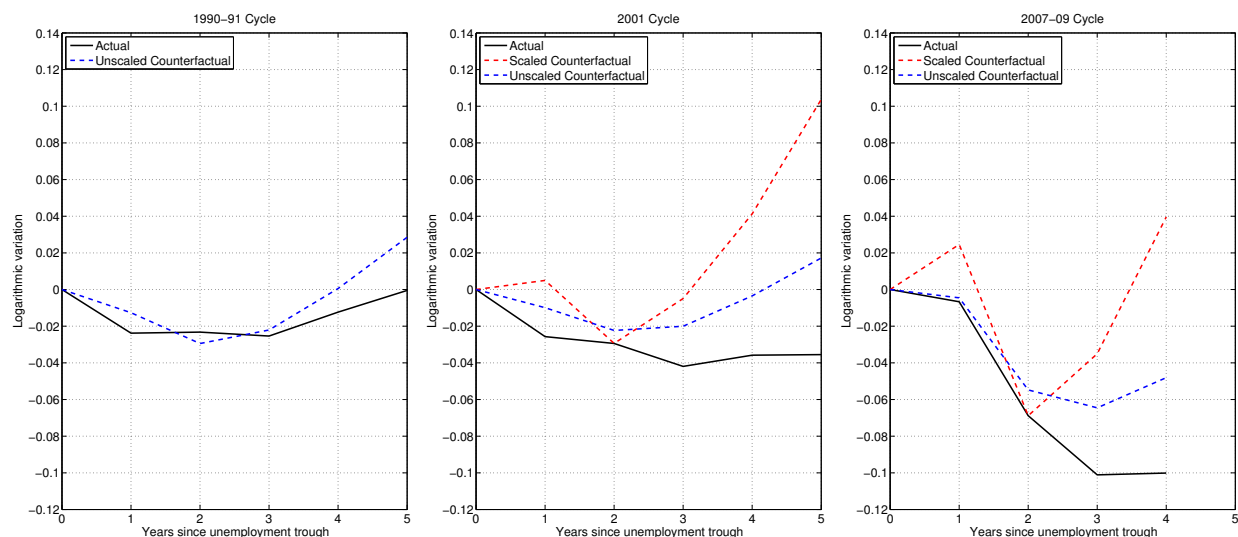 1990−91 Cycle
Actual
Unscaled Counterfactual
Logarithmic variation
0.14
0.12
0.1
0.08
0.06
0.04
0.02
0
−0.02
−0.04
−0.06
−0.08
−0.1
−0.12
0 1 2 3 4 5
Years since unemployment trough
2001 Cycle
Actual
Scaled Counterfactual
Unscaled Counterfactual
Logarithmic variation
0.14
0.12
0.1
0.08
0.06
0.04
0.02
0
−0.02
−0.04
−0.06
−0.08
−0.1
−0.12
0 1 2 3 4 5
Years since unemployment trough
2007−09 Cycle
Actual
Scaled Counterfactual
Unscaled Counterfactual
Logarithmic variation
0.14
0.12
0.1
0.08
0.06
0.04
0.02
0
−0.02
−0.04
−0.06
−0.08
−0.1
−0.12
0 1 2 3 4 5
Years since unemployment trough